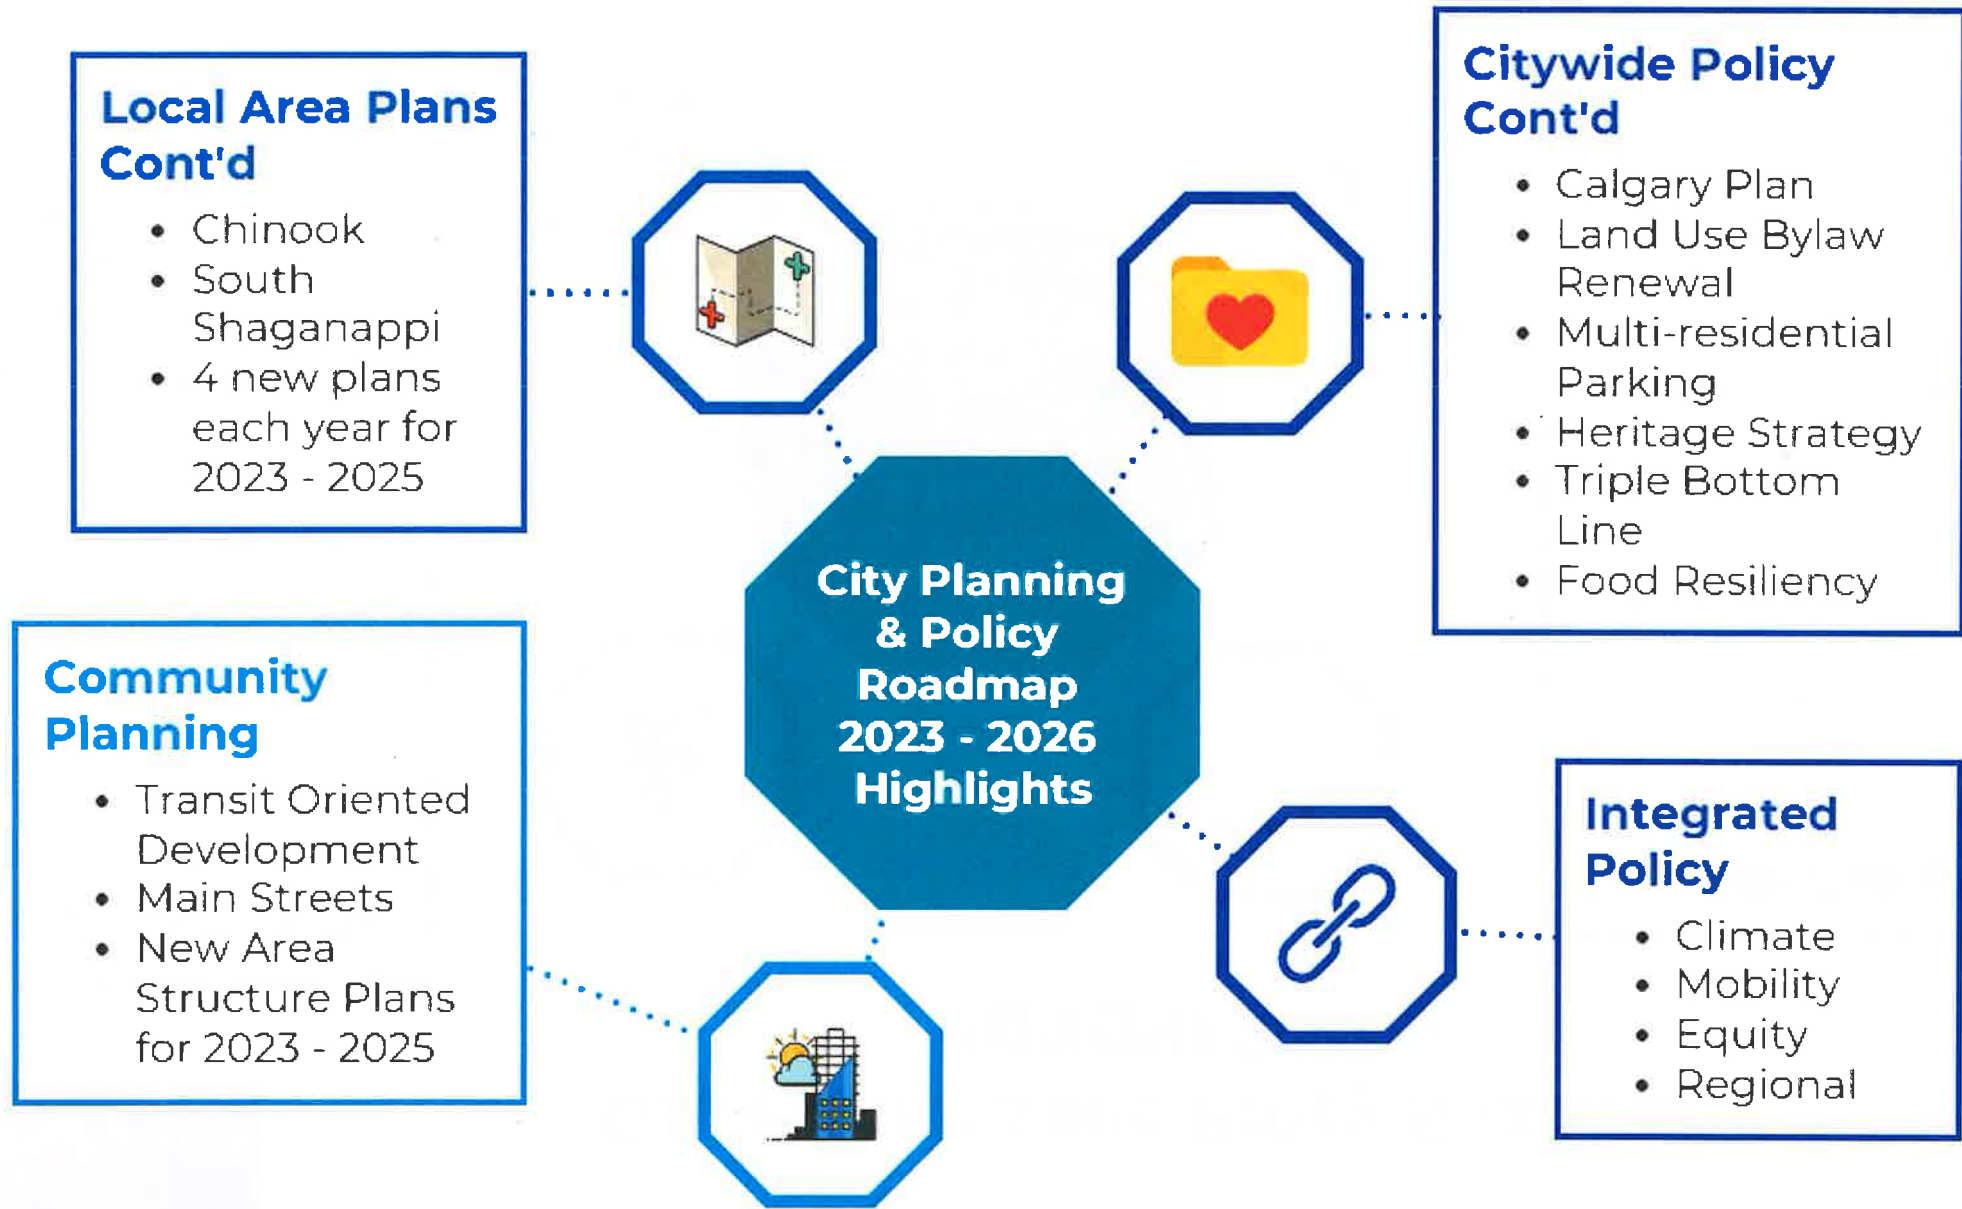 Local Area Plans
Cont'd
• Chinook
• South
Shaganappi
• 4 new plans
each year for
2023 - 2025
Citywide Policy
Cont'd
• Calgary Plan
• Land Use Bylaw
Renewal
• Multi-residential
Parking
• Heritage Strategy
• Triple Bottom
Line
• Food Resiliency
City Planning
& Policy
Roadmap
2023 - 2026
Highlights
Community
Planning
• Transit Oriented
Development
• Main Streets
• New Area
Structure Plans
for 2023 - 2025
Integrated
Policy
• Climate
• Mobility
• Equity
• Regional